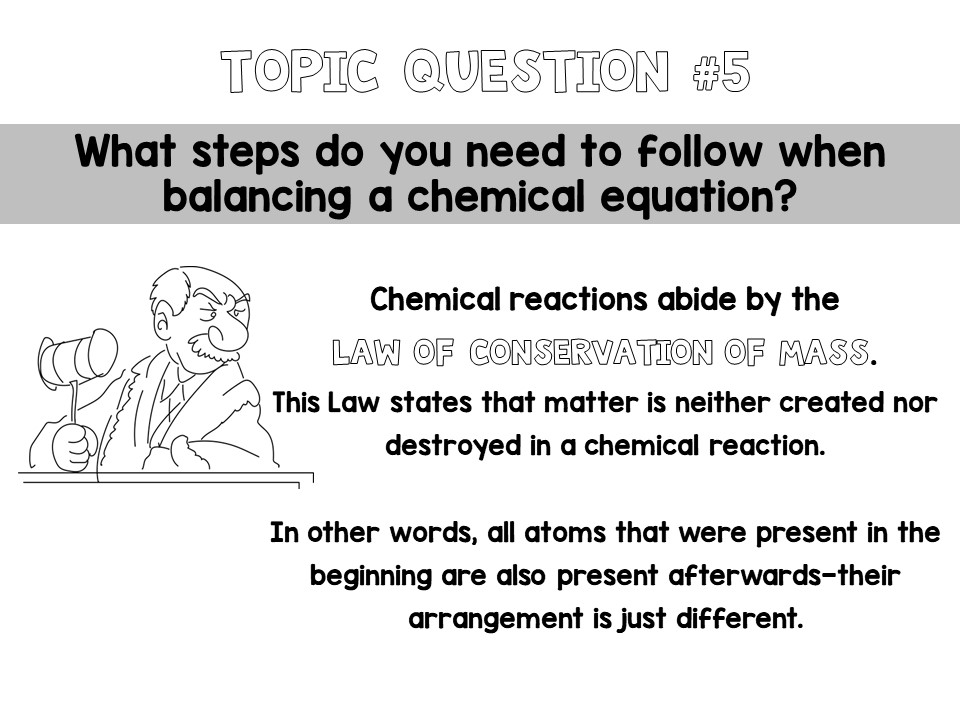 TOPIC QUESTION #5
What steps do you need to follow when
balancing a chemical equation?
Chemical reactions abide by the
LAW OF CONSERVATION OF MASS.
This Law states that matter is neither created nor
destroyed in a chemical reaction.
In other words, all atoms that were present in the
beginning are also present afterwards–their
arrangement is just different.